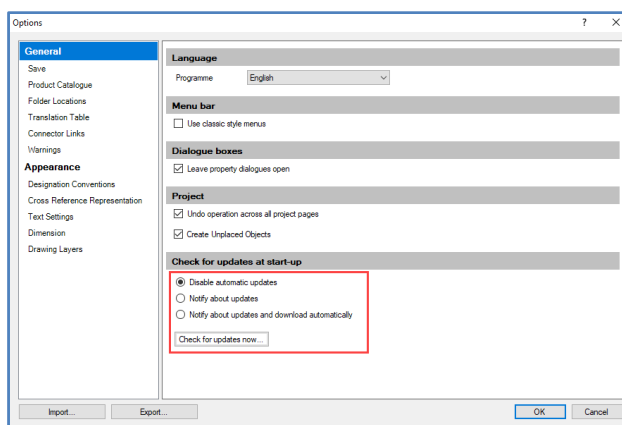 Options
?
General
Save
Product Catalogue
Folder Locations
Translation Table
Connector Links
Warnings
Appearance
Designation Conventions
Cross Reference Representation
Text Settings
Dimension
Drawing Layers
Language
Programme English
Menu bar
Use classic style menus
Dialogue boxes
Leave property dialogues open
Project
Undo operation across all project pages
Create Unplaced Objects
Check for updates at start-up
Disable automatic updates
Notify about updates
Notify about updates and download automatically
Check for updates now...
Import... Export...
OK Cancel